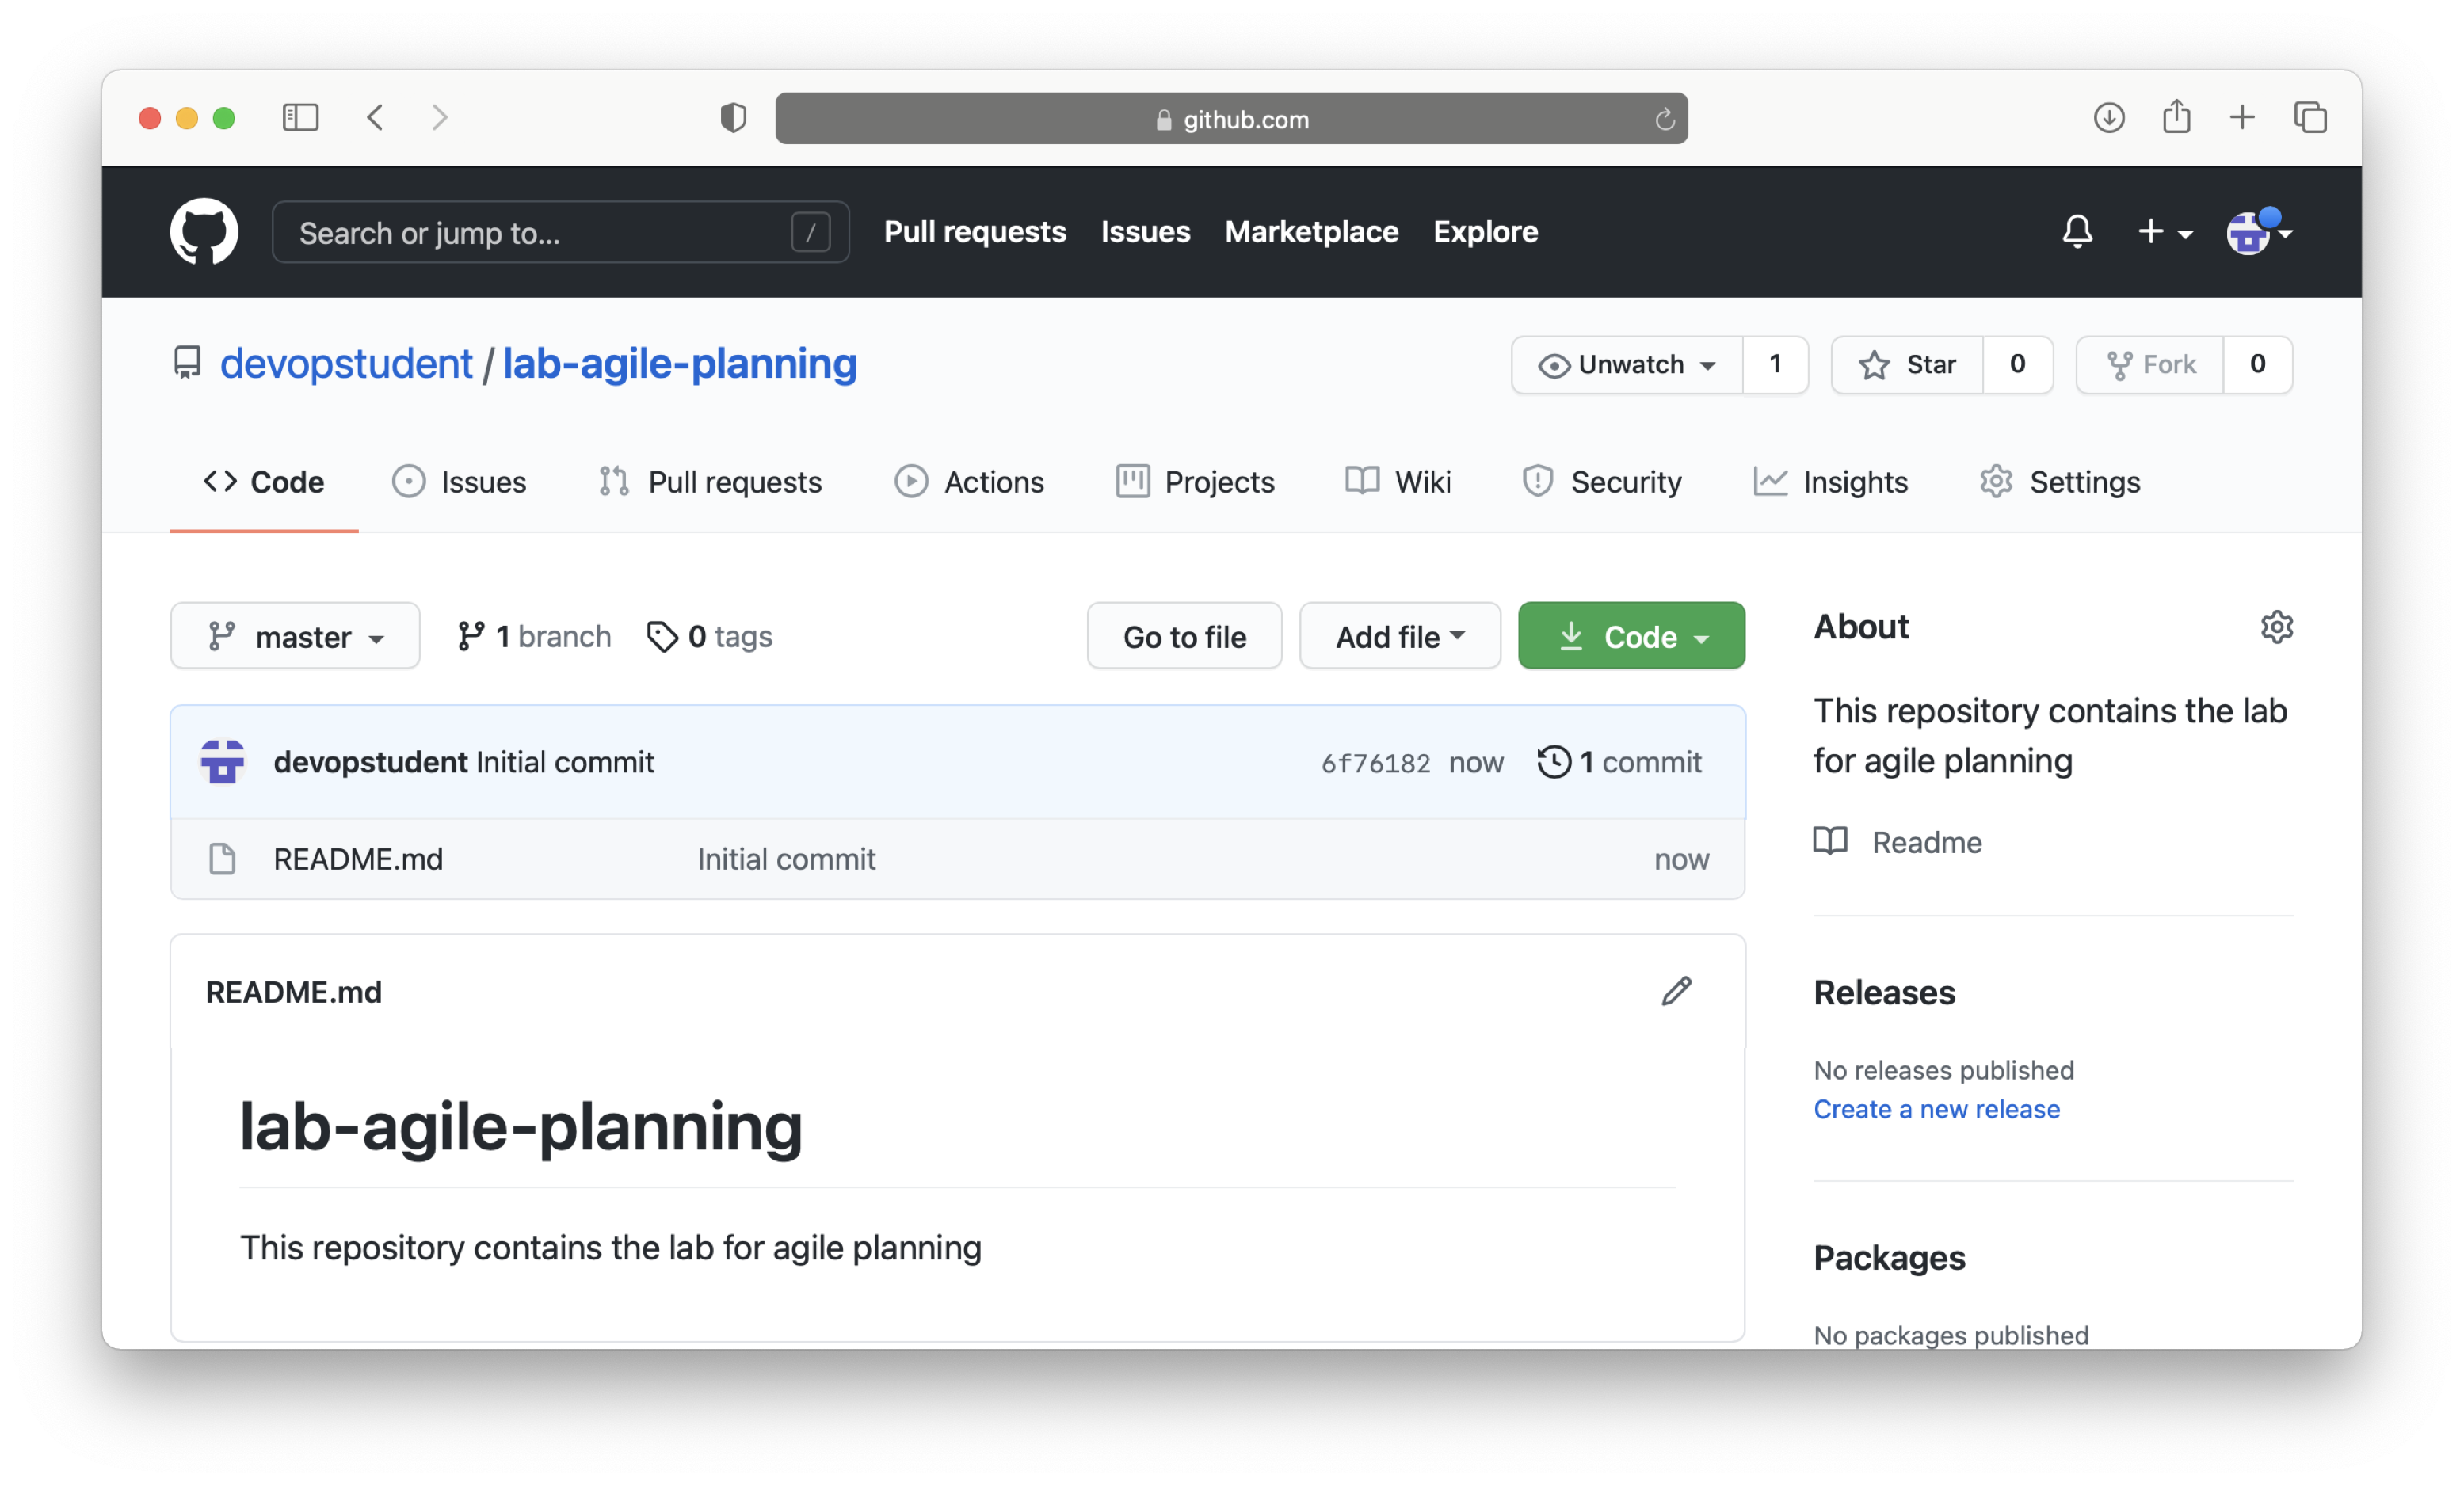 github.com
Search or jump to... /
Pull requests Issues Marketplace Explore
devopstudent / lab-agile-planning
Unwatch 1 Star 0 Fork 0
Code Issues Pull requests Actions Projects Wiki Security Insights Settings
master 1 branch 0 tags Go to file Add file Code
devopstudent Initial commit 6f76182 now 1 commit
README.md Initial commit now
README.md
lab-agile-planning
This repository contains the lab for agile planning
About
This repository contains the lab
for agile planning
Readme
Releases
No releases published
Create a new release
Packages
No packages published